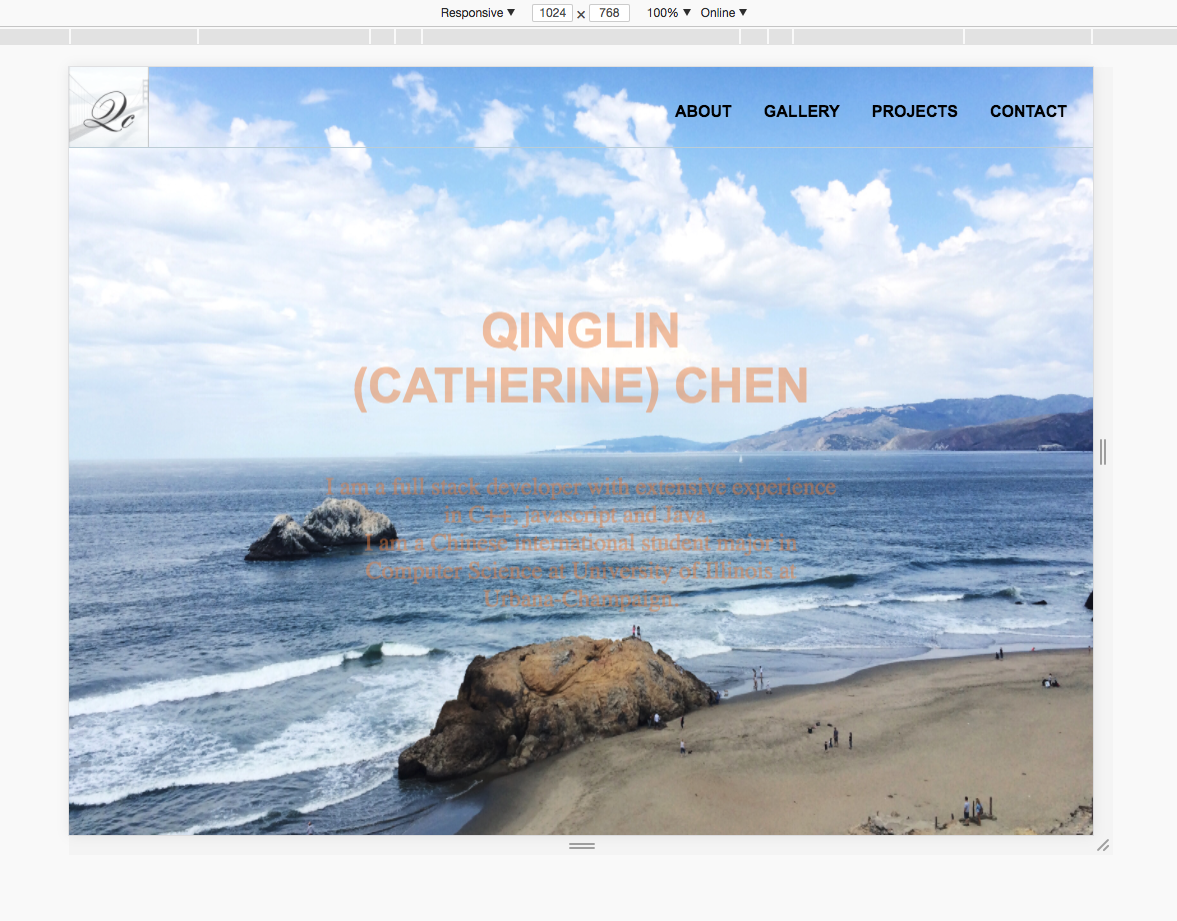 Responsive ▼ 1024 × 768 100% ▼ Online ▼
Qc
ABOUT GALLERY PROJECTS CONTACT
QINGLIN
(CATHERINE) CHEN
I am a full stack developer with extensive experience
in C++, javascript and Java.
I am a Chinese international student major in
Computer Science at University of Illinois at
Urbana-Champaign.